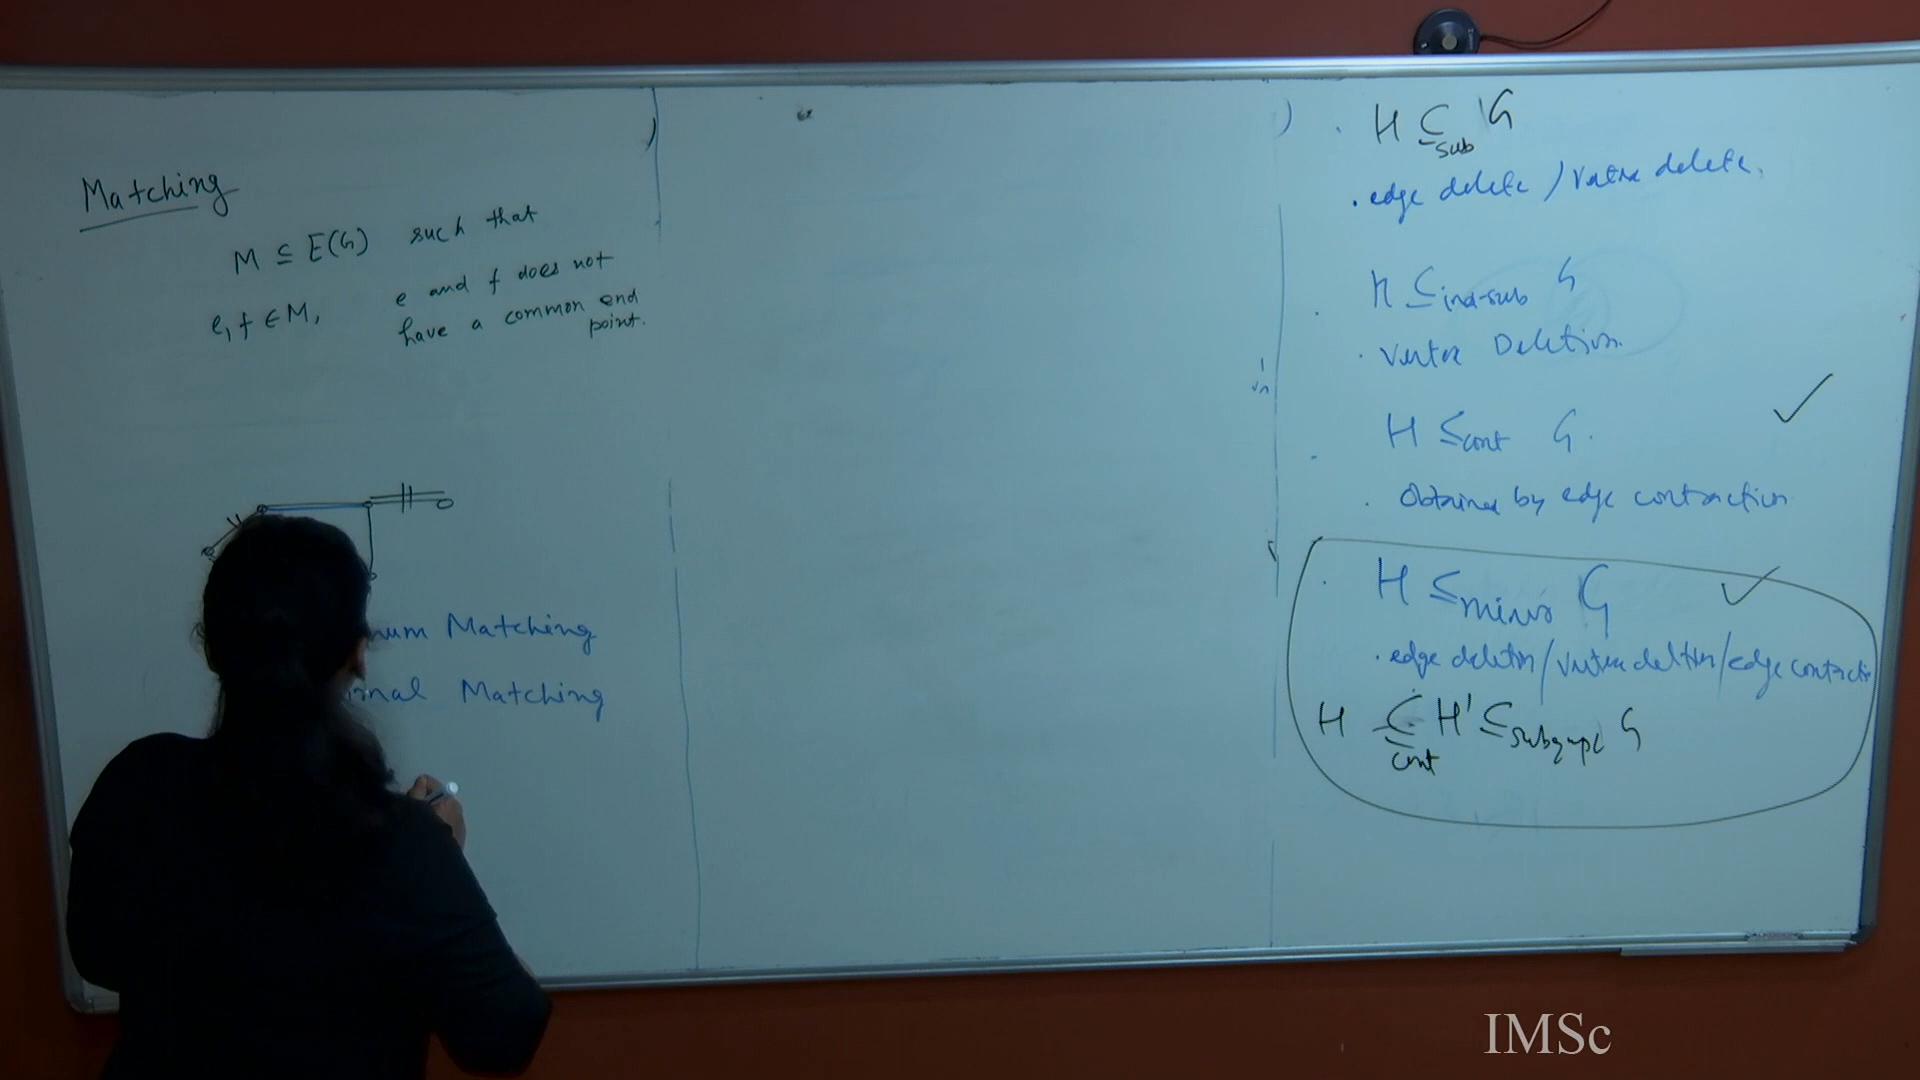 Matching
M ⊆ E(G) such that
e, f ∈ M, e and f does not
have a common end
point.
num Matching
imal Matching
H ⊆sub G
. edge delete / vertex delete.
H ⊆ind-sub G
. vertex Deletion.
H ≤cont G.
. Obtained by edge contraction
. H ≤minor G
. edge deletion / vertex deletion / edge contractio
H ≤cont H' ⊆subgraph G
IMSc